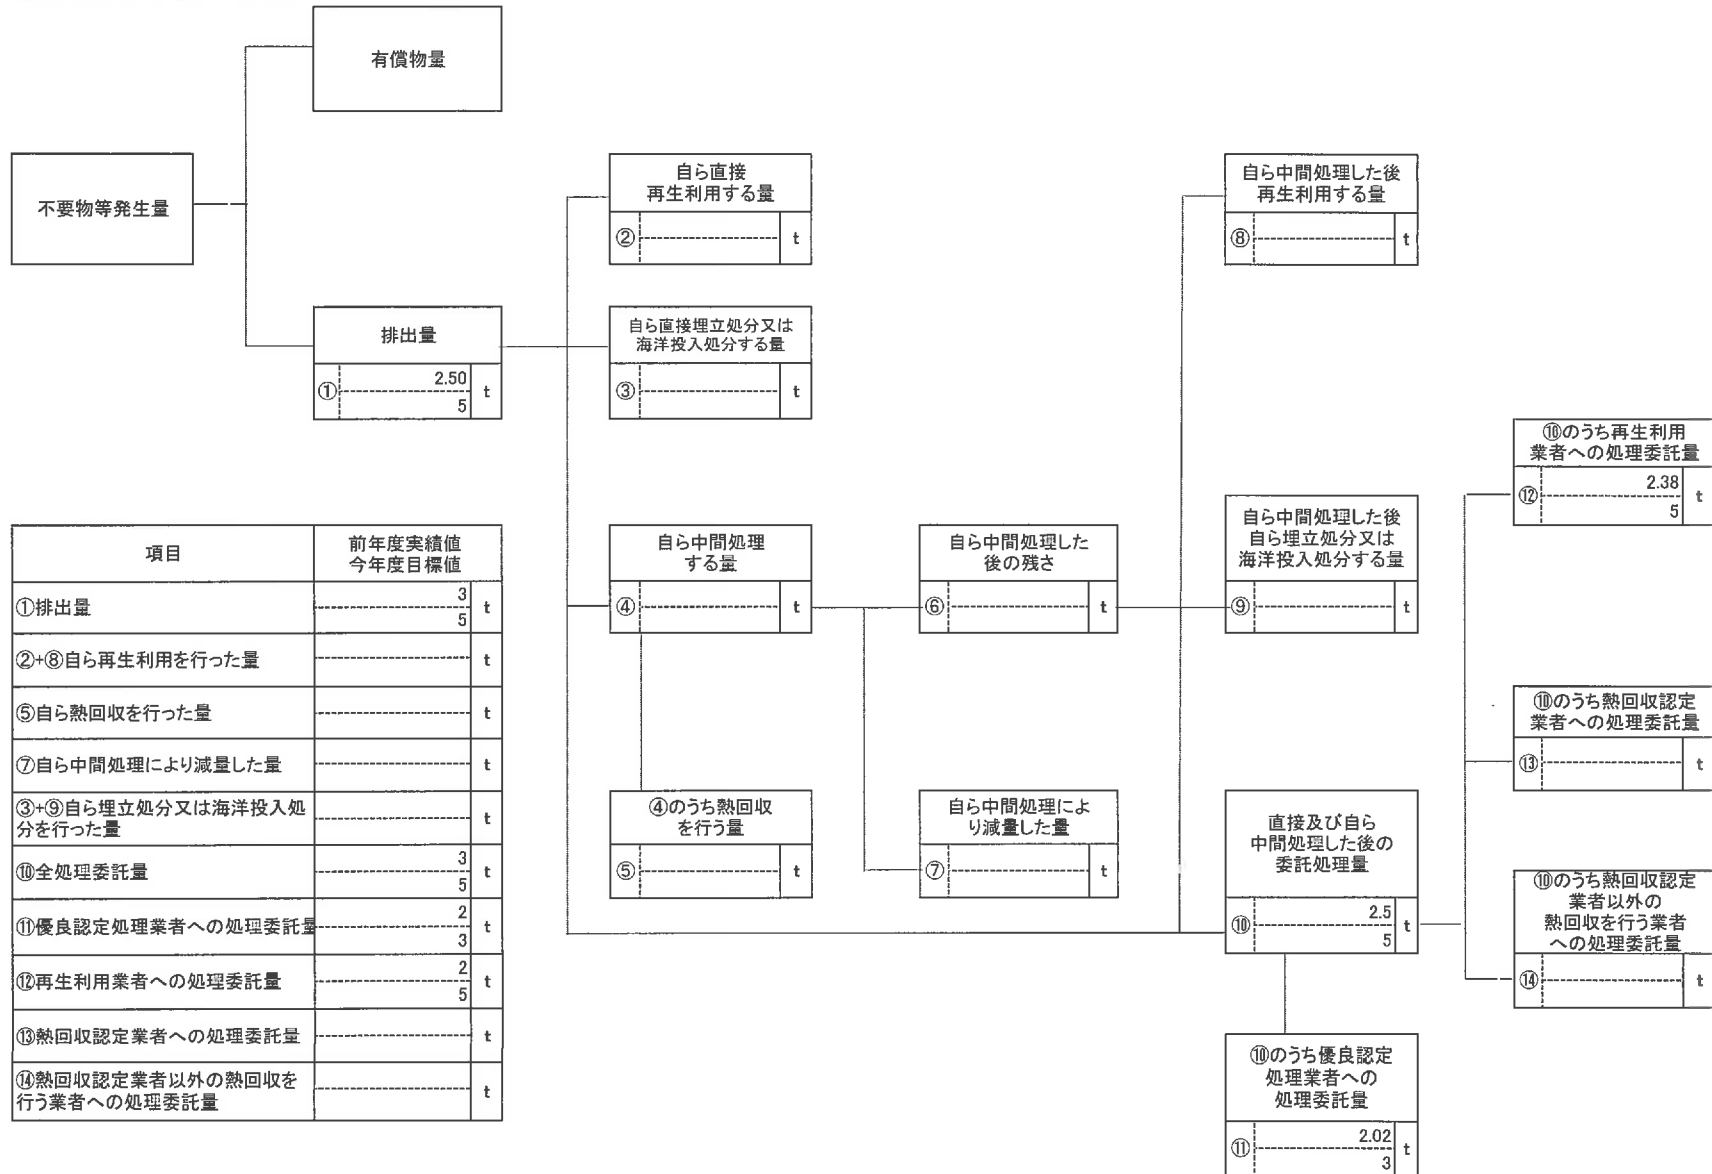 有償物量
不要物等発生量
排出量
①
2.50
5
t
自ら直接
再生利用する量
②
t
自ら直接埋立処分又は
海洋投入処分する量
③
t
自ら中間処理
する量
④
t
④のうち熱回収
を行う量
⑤
t
自ら中間処理した
後の残さ
⑥
t
自ら中間処理によ
り減量した量
⑦
t
自ら中間処理した後
再生利用する量
⑧
t
自ら中間処理した後
自ら埋立処分又は
海洋投入処分する量
⑨
t
直接及び自ら
中間処理した後の
委託処理量
⑩
2.5
5
t
⑩のうち優良認定
処理業者への
処理委託量
⑪
2.02
3
t
⑩のうち再生利用
業者への処理委託量
⑫
2.38
5
t
⑩のうち熱回収認定
業者への処理委託量
⑬
t
⑩のうち熱回収認定
業者以外の
熱回収を行う業者
への処理委託量
⑭
t
項目
前年度実績値
今年度目標値
①排出量
3
5
t
②+⑧自ら再生利用を行った量
t
⑤自ら熱回収を行った量
t
⑦自ら中間処理により減量した量
t
③+⑨自ら埋立処分又は海洋投入処
分を行った量
t
⑩全処理委託量
3
5
t
⑪優良認定処理業者への処理委託量
2
3
t
⑫再生利用業者への処理委託量
2
5
t
⑬熱回収認定業者への処理委託量
t
⑭熱回収認定業者以外の熱回収を
行う業者への処理委託量
t